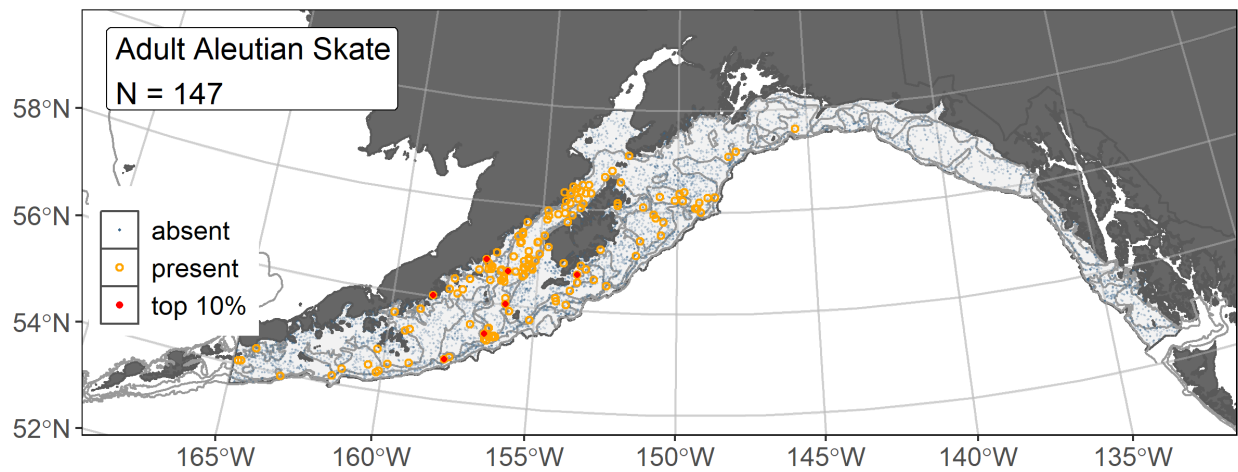 Adult Aleutian Skate
N = 147
58°N
56°N
54°N
52°N
absent
present
top 10%
165°W 160°W 155°W 150°W 145°W 140°W 135°W